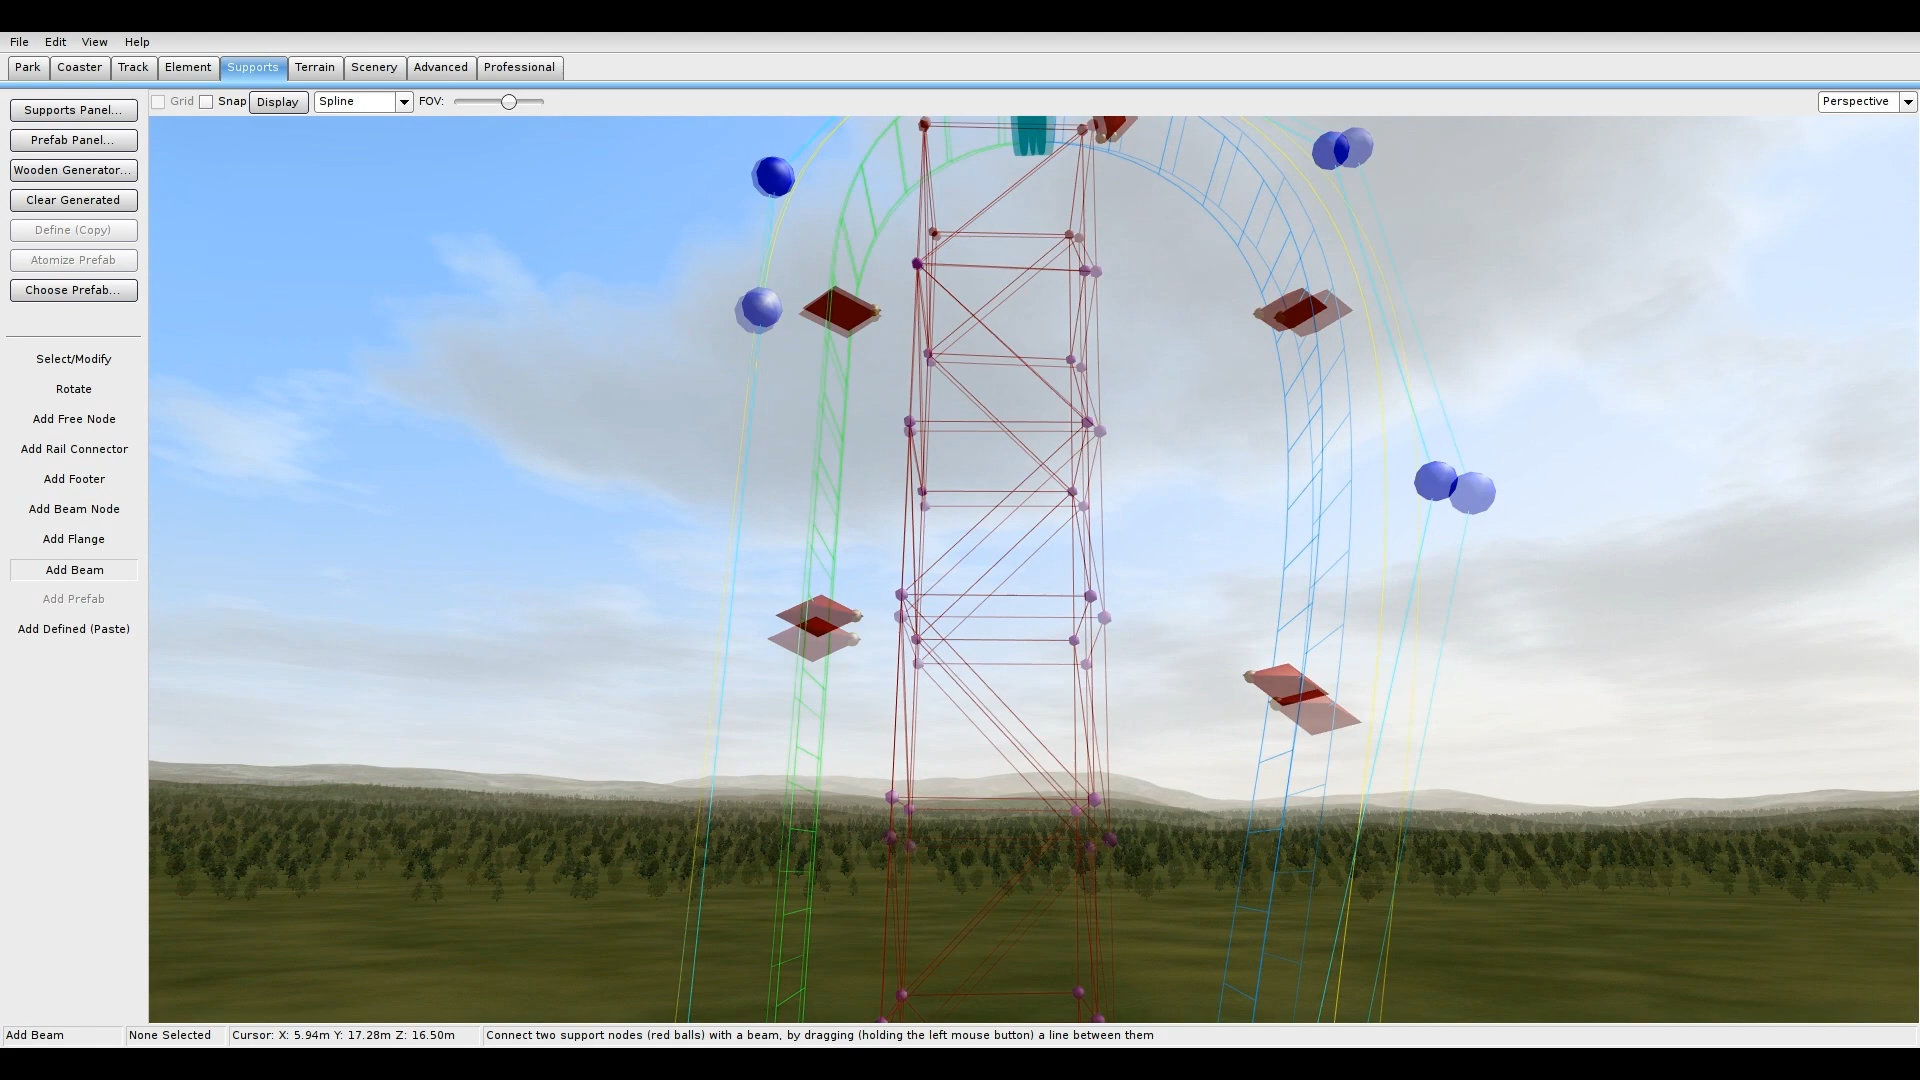 File Edit View Help
Park Coaster Track Element Supports Terrain Scenery Advanced Professional
Supports Panel... Grid Snap Display Spline FOV: Perspective
Prefab Panel...
Wooden Generator...
Clear Generated
Define (Copy)
Atomize Prefab
Choose Prefab...
Select/Modify
Rotate
Add Free Node
Add Rail Connector
Add Footer
Add Beam Node
Add Flange
Add Beam
Add Prefab
Add Defined (Paste)
Add Beam None Selected Cursor: X: 5.94m Y: 17.28m Z: 16.50m Connect two support nodes (red balls) with a beam, by dragging (holding the left mouse button) a line between them